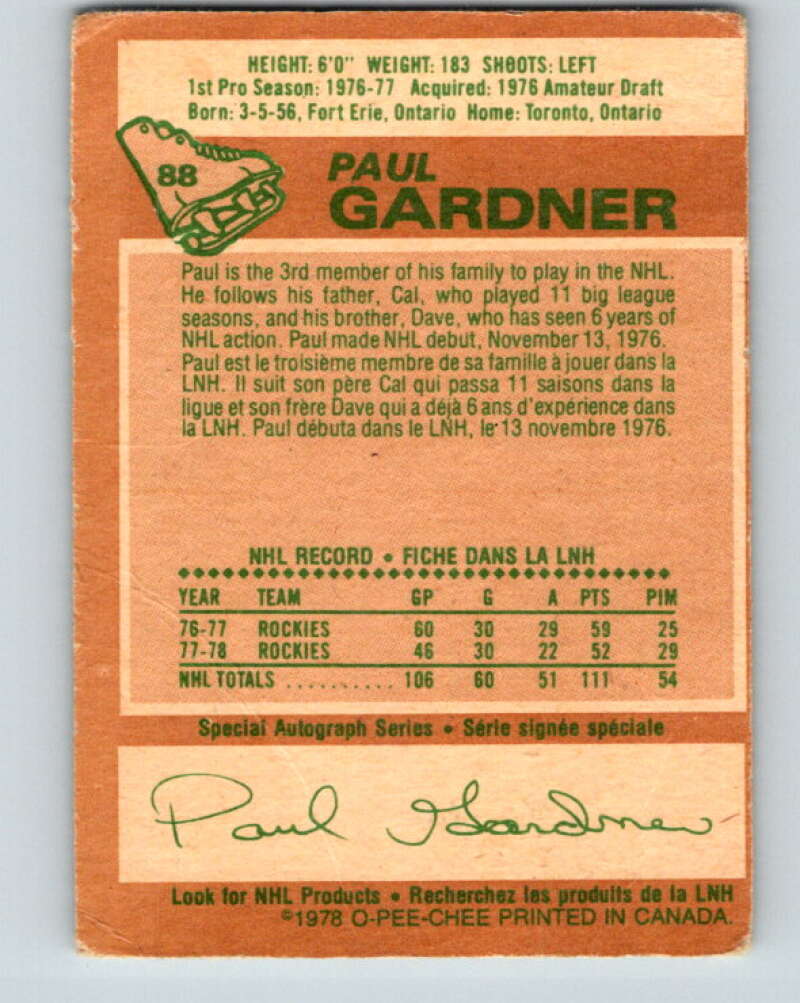 HEIGHT: 6'0" WEIGHT: 183 SHOOTS: LEFT
1st Pro Season: 1976-77 Acquired: 1976 Amateur Draft
Born: 3-5-56, Fort Erie, Ontario Home: Toronto, Ontario
88
PAUL
GARDNER
Paul is the 3rd member of his family to play in the NHL.
He follows his father, Cal, who played 11 big league
seasons, and his brother, Dave, who has seen 6 years of
NHL action. Paul made NHL debut, November 13, 1976.
Paul est le troisième membre de sa famille à jouer dans la
LNH. Il suit son père Cal qui passa 11 saisons dans la
ligue et son frère Dave qui a déjà 6 ans d'expérience dans
la LNH. Paul débuta dans le LNH, le 13 novembre 1976.
NHL RECORD • FICHE DANS LA LNH
YEAR TEAM GP G A PTS PIM
76-77 ROCKIES 60 30 29 59 25
77-78 ROCKIES 46 30 22 52 29
NHL TOTALS .......... 106 60 51 111 54
Special Autograph Series • Série signée spéciale
Paul Gardner
Look for NHL Products • Recherchez les produits de la LNH
©1978 O-PEE-CHEE PRINTED IN CANADA.